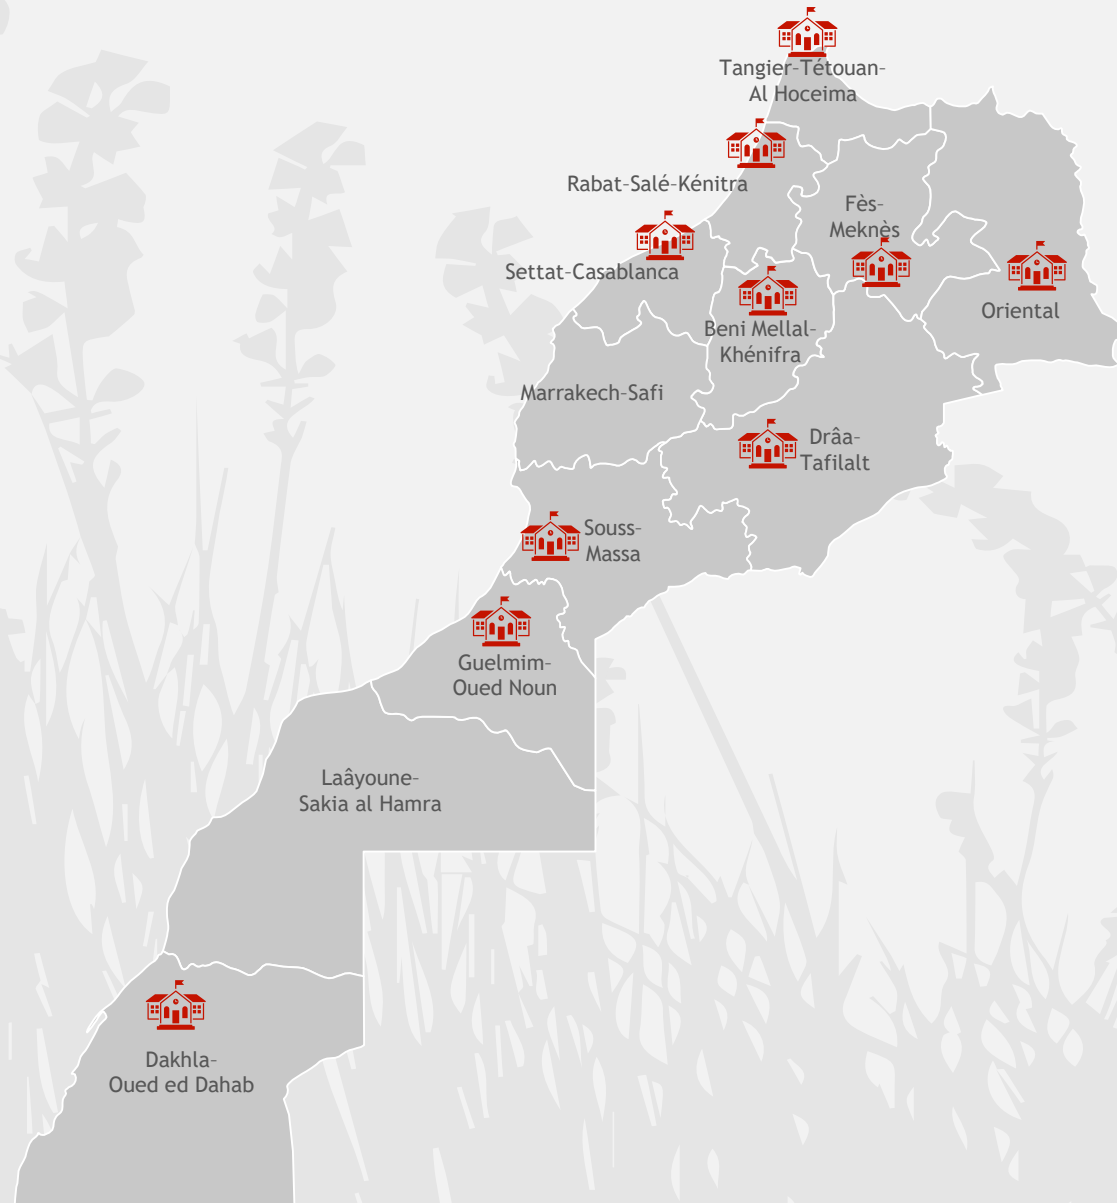 Tangier-Tétouan-
Al Hoceima
Rabat-Salé-Kénitra
Fès-
Meknès
Settat-Casablanca
Oriental
Beni Mellal-
Khénifra
Marrakech-Safi
Drâa-
Tafilalt
Souss-
Massa
Guelmim-
Oued Noun
Laâyoune-
Sakia al Hamra
Dakhla-
Oued ed Dahab